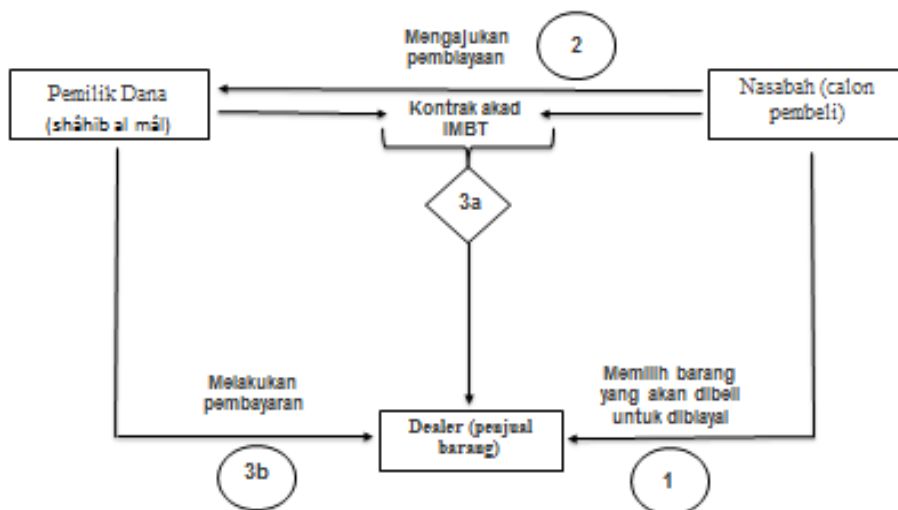 Mengajukan
pembiayaan
2
Pemilik Dana
(shâhib al mâl)
Nasabah (calon
pembeli)
Kontrak akad
IMBT
3a
Melakukan
pembayaran
Memilih barang
yang akan dibeli
untuk dibiayai
Dealer (penjual
barang)
3b
1